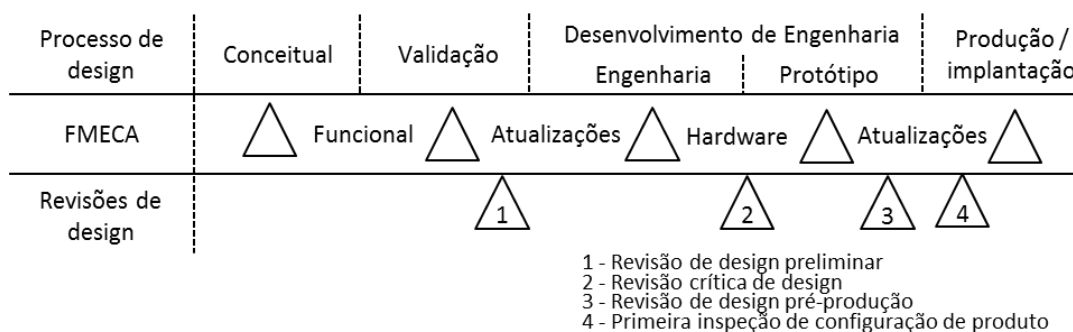 Processo de design
Conceitual
Validação
Desenvolvimento de Engenharia
Engenharia
Protótipo
Produção / implantação
FMECA
Funcional
Atualizações
Hardware
Atualizações
Revisões de design
1
2
3
4
1 - Revisão de design preliminar
2 - Revisão crítica de design
3 - Revisão de design pré-produção
4 - Primeira inspeção de configuração de produto